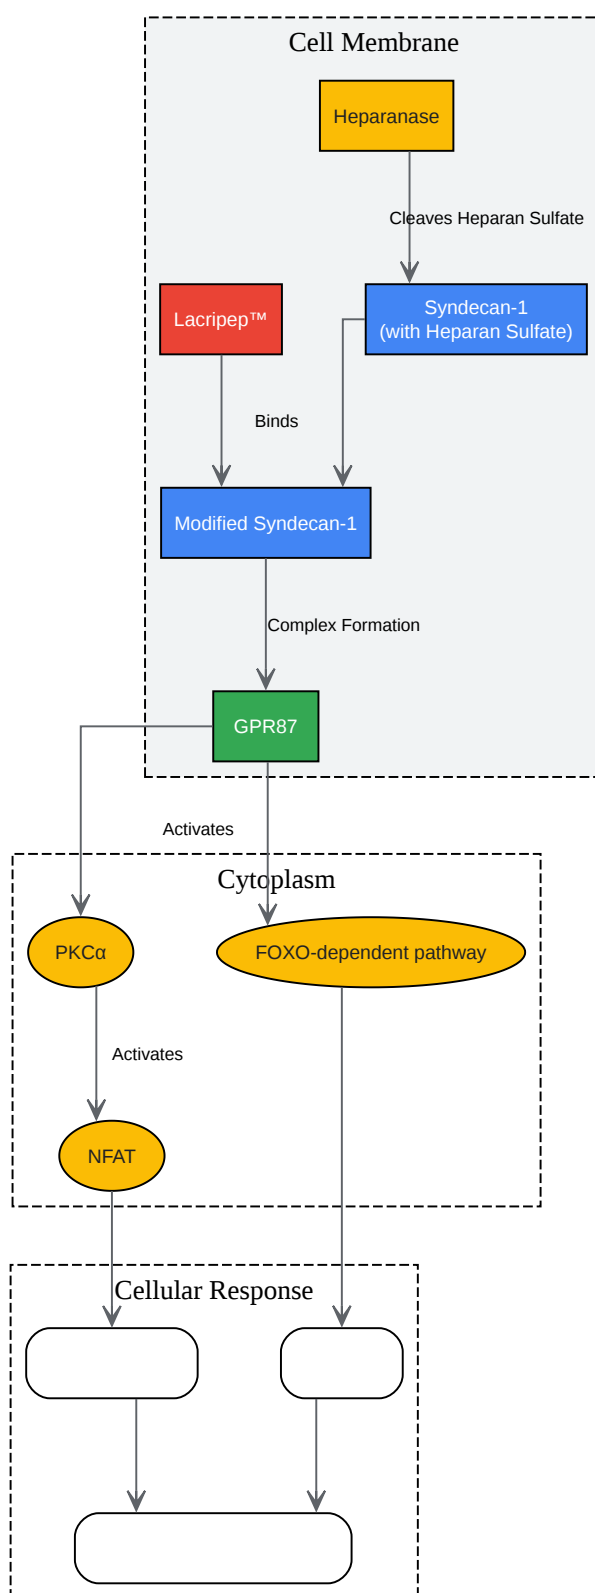 Cell Membrane
Heparanase
Cleaves Heparan Sulfate
Lacripep™
Syndecan-1
(with Heparan Sulfate)
Binds
Modified Syndecan-1
Complex Formation
GPR87
Activates
Cytoplasm
PKCα
FOXO-dependent pathway
Activates
NFAT
Cellular Response